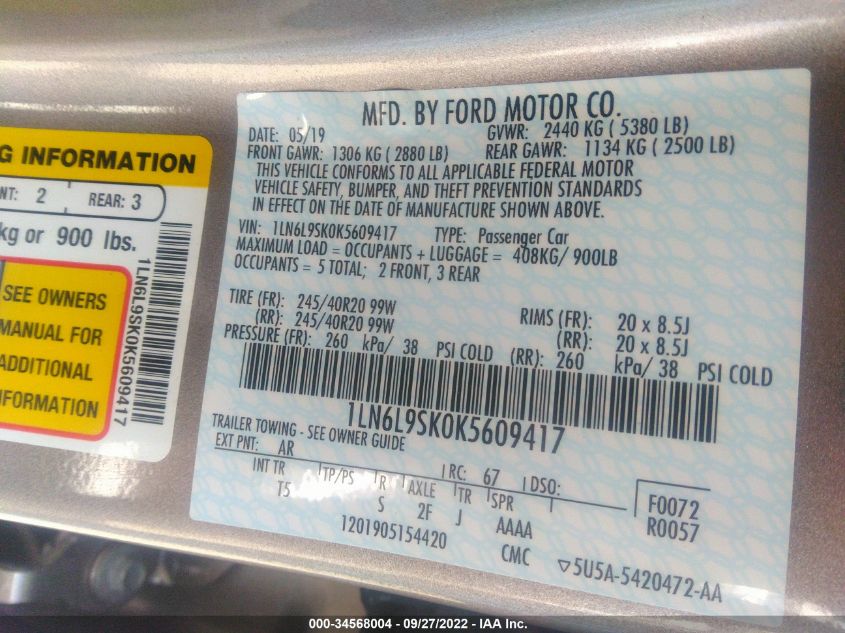 G INFORMATION
NT: 2 REAR: 3
kg or 900 lbs.
SEE OWNERS
MANUAL FOR
ADDITIONAL
INFORMATION
1LN6L9SK0K5609417
MFD. BY FORD MOTOR CO.
DATE: 05/19 GVWR: 2440 KG ( 5380 LB)
FRONT GAWR: 1306 KG ( 2880 LB) REAR GAWR: 1134 KG ( 2500 LB)
THIS VEHICLE CONFORMS TO ALL APPLICABLE FEDERAL MOTOR
VEHICLE SAFETY, BUMPER, AND THEFT PREVENTION STANDARDS
IN EFFECT ON THE DATE OF MANUFACTURE SHOWN ABOVE.
VIN: 1LN6L9SK0K5609417 TYPE: Passenger Car
MAXIMUM LOAD = OCCUPANTS + LUGGAGE = 408KG/ 900LB
OCCUPANTS = 5 TOTAL; 2 FRONT, 3 REAR
TIRE (FR): 245/40R20 99W RIMS (FR): 20 x 8.5J
(RR): 245/40R20 99W (RR): 20 x 8.5J
PRESSURE (FR): 260 kPa/ 38 PSI COLD (RR): 260 kPa/ 38 PSI COLD
1LN6L9SK0K5609417
TRAILER TOWING - SEE OWNER GUIDE
EXT PNT: AR RC: 67 DSO:
INT TR TP/PS R AXLE TR SPR F0072
T5 S 2F J AAAA R0057
1201905154420 CMC ▽5U5A-5420472-AA
000-34568004 / 09/27/2022 - IAA Inc.